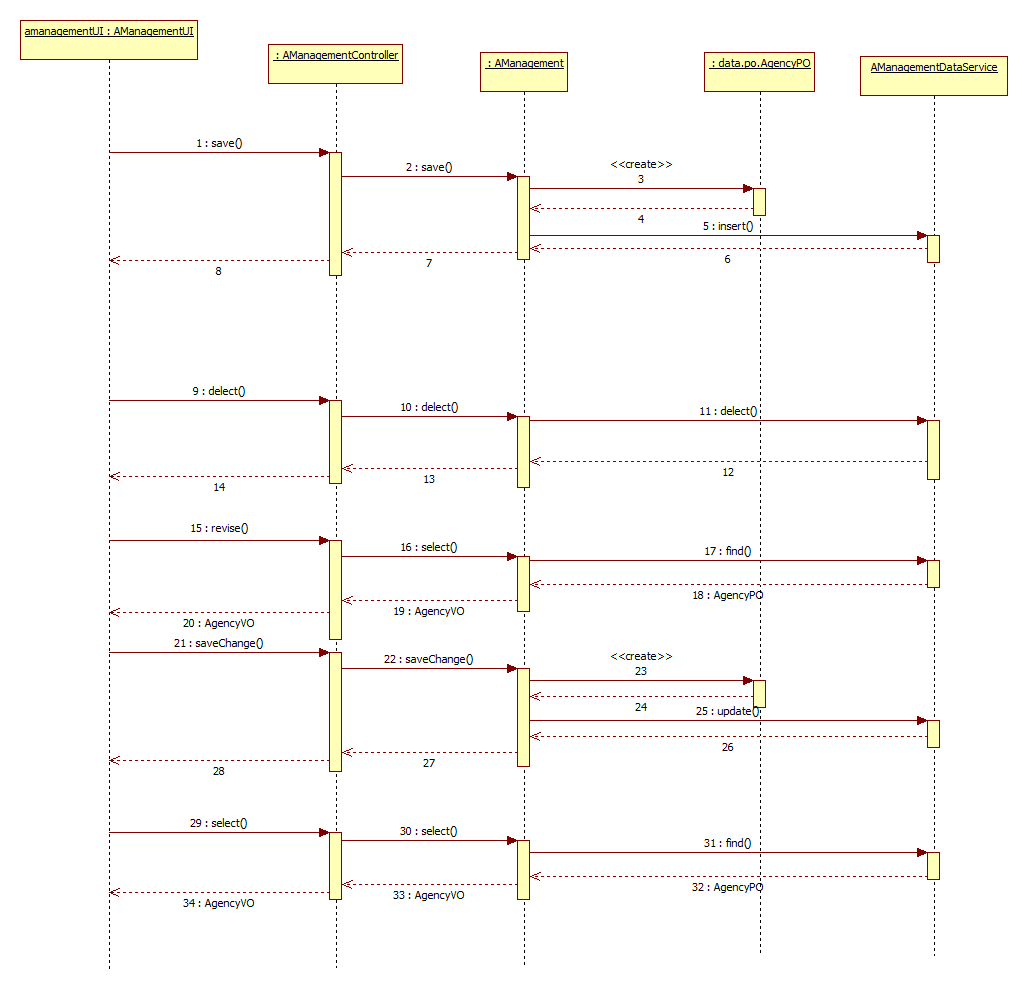 amanagementUI : AManagementUI
: AManagementController
: AManagement
: data.po.AgencyPO
AManagementDataService
1 : save()
2 : save()
<<create>>
3
4
5 : insert()
6
7
8
9 : delect()
10 : delect()
11 : delect()
12
13
14
15 : revise()
16 : select()
17 : find()
18 : AgencyPO
19 : AgencyVO
20 : AgencyVO
21 : saveChange()
22 : saveChange()
<<create>>
23
24
25 : update()
26
27
28
29 : select()
30 : select()
31 : find()
32 : AgencyPO
33 : AgencyVO
34 : AgencyVO